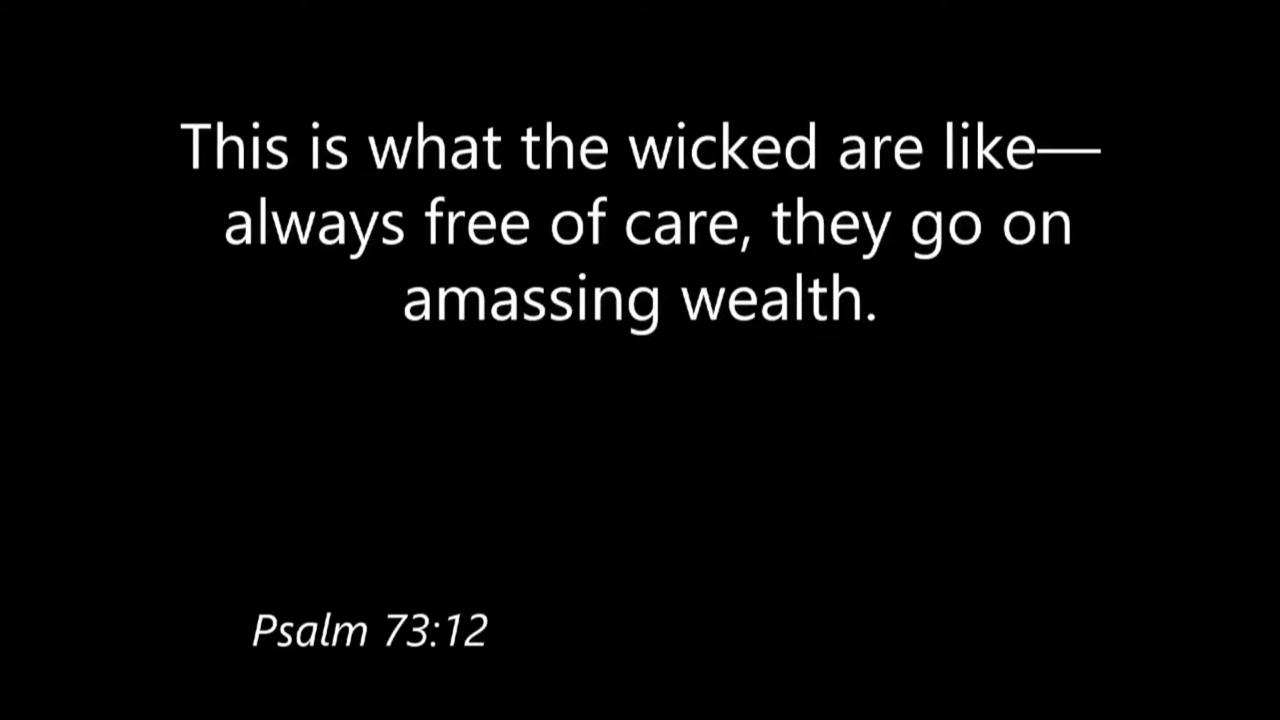 This is what the wicked are like—
always free of care, they go on
amassing wealth.
Psalm 73:12